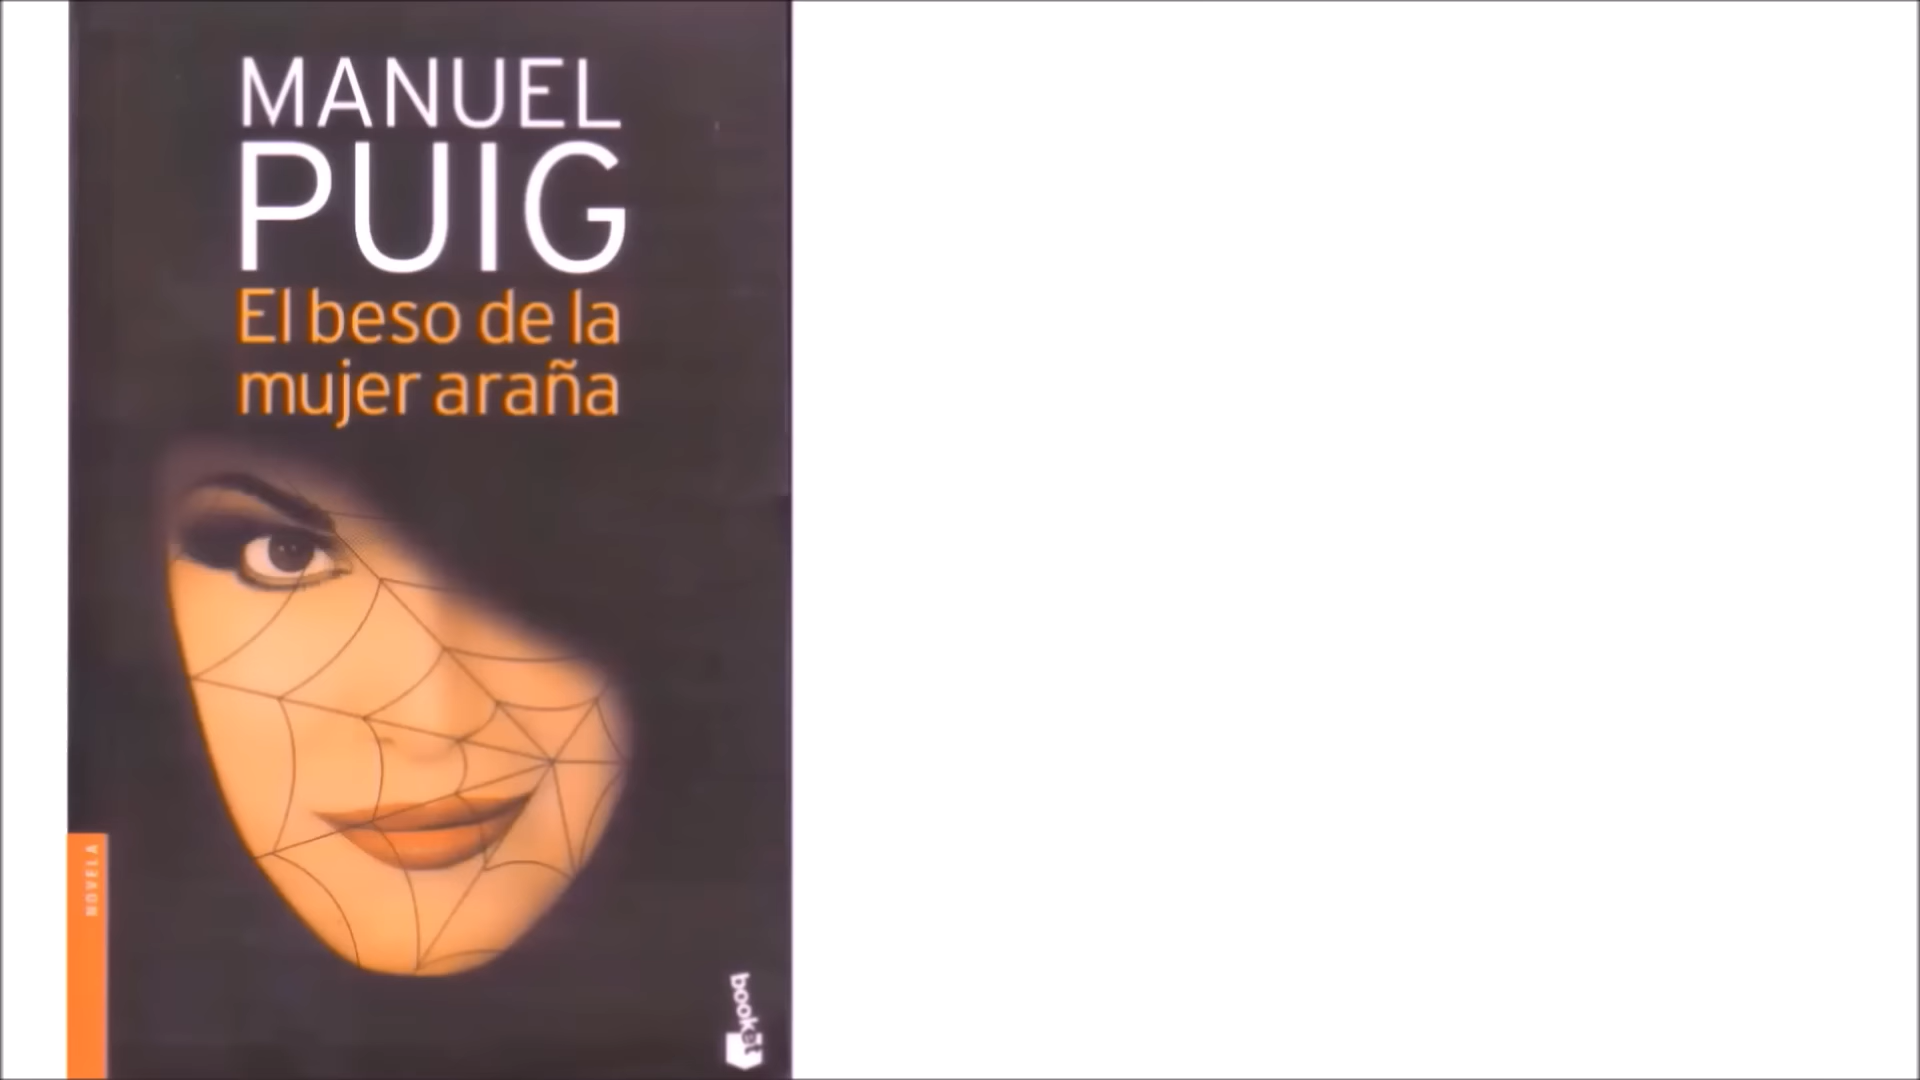 MANUEL
PUIG
El beso de la
mujer araña
NOVELA
booket